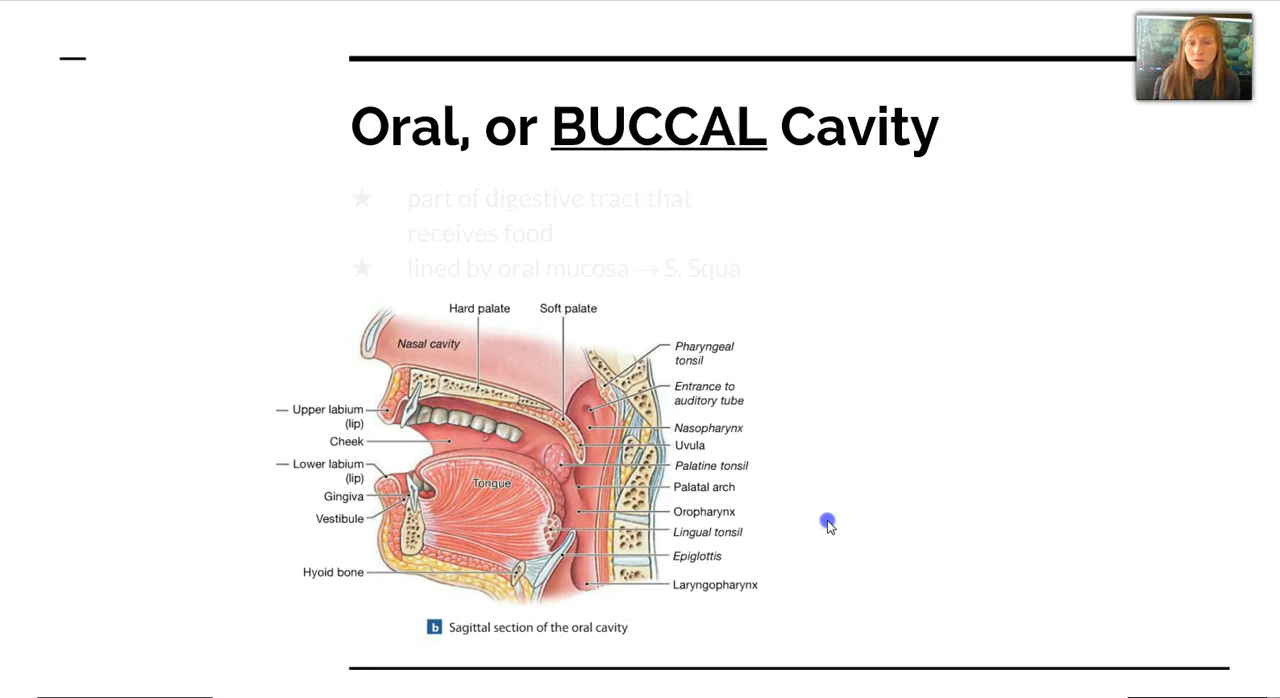 Oral, or BUCCAL Cavity
★ part of digestive tract that
receives food
★ lined by oral mucosa → S. Squa
Hard palate
Soft palate
Nasal cavity
Pharyngeal
tonsil
Entrance to
auditory tube
Upper labium
(lip)
Nasopharynx
Cheek
Uvula
Lower labium
(lip)
Palatine tonsil
Tongue
Palatal arch
Gingiva
Oropharynx
Vestibule
Lingual tonsil
Epiglottis
Hyoid bone
Laryngopharynx
b Sagittal section of the oral cavity